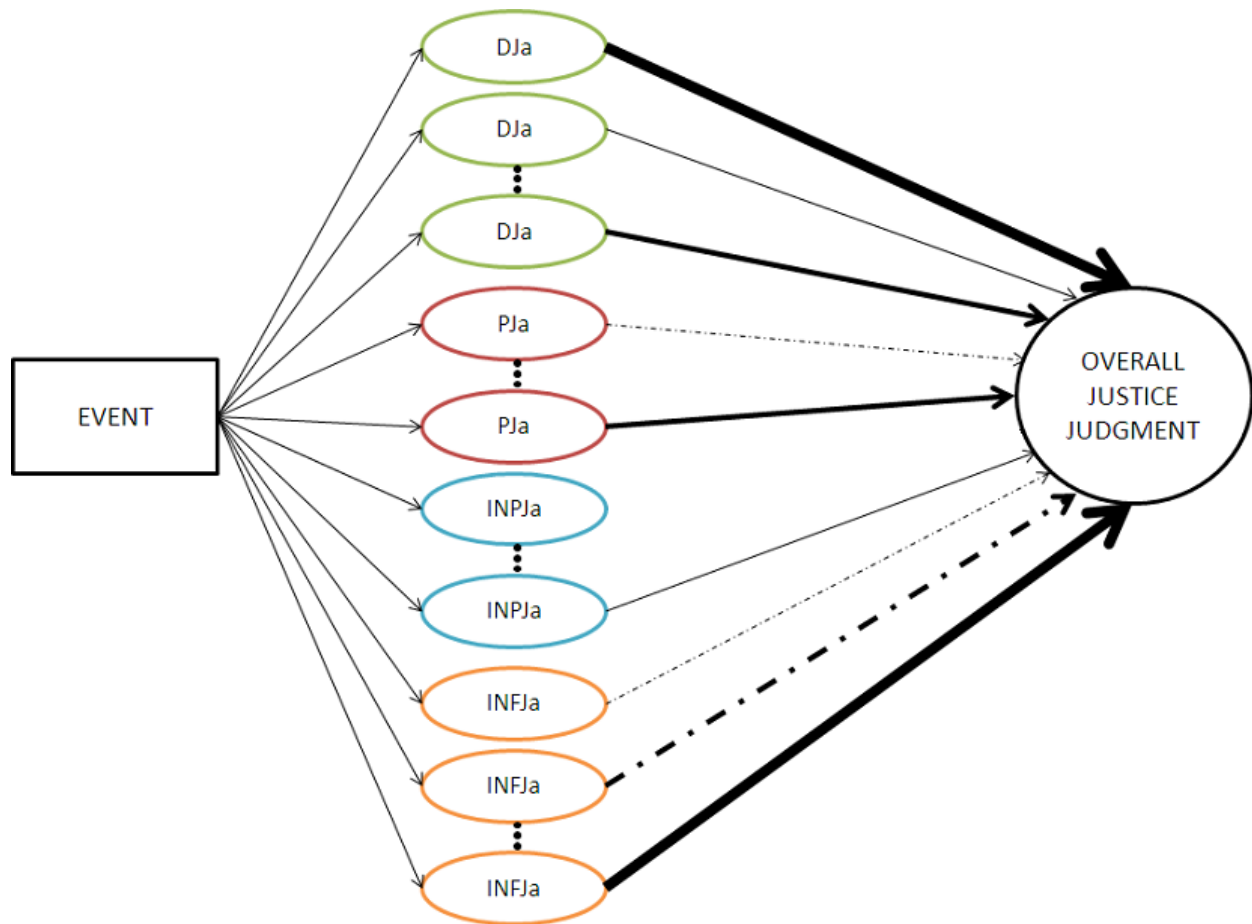 DJa
DJa
DJa
PJa
EVENT
PJa
INPJa
INPJa
INFJa
INFJa
INFJa
OVERALL
JUSTICE
JUDGMENT